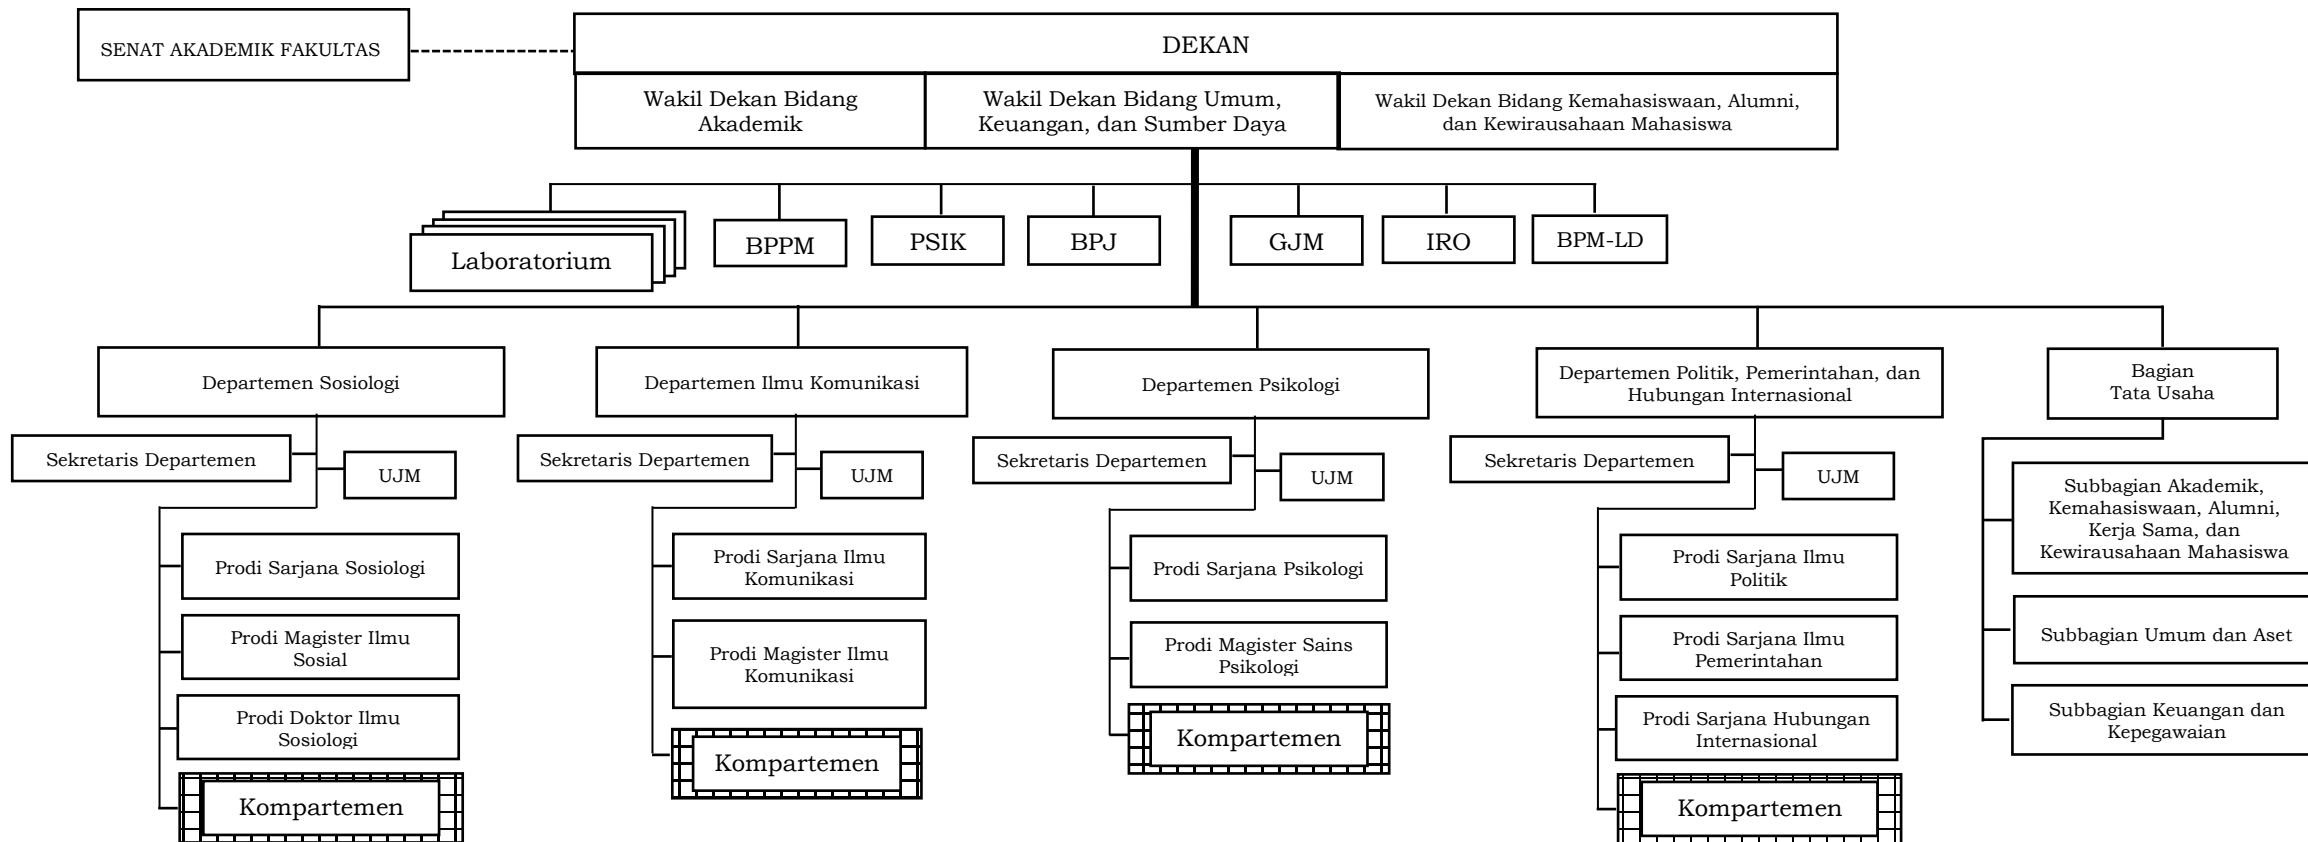 SENAT AKADEMIK FAKULTAS
DEKAN
Wakil Dekan Bidang
Akademik
Wakil Dekan Bidang Umum,
Keuangan, dan Sumber Daya
Wakil Dekan Bidang Kemahasiswaan, Alumni,
dan Kewirausahaan Mahasiswa
Laboratorium
BPPM
PSIK
BPJ
GJM
IRO
BPM-LD
Departemen Sosiologi
Departemen Ilmu Komunikasi
Departemen Psikologi
Departemen Politik, Pemerintahan, dan
Hubungan Internasional
Bagian
Tata Usaha
Sekretaris Departemen
UJM
Sekretaris Departemen
UJM
Sekretaris Departemen
UJM
Sekretaris Departemen
UJM
Prodi Sarjana Sosiologi
Prodi Magister Ilmu
Sosial
Prodi Doktor Ilmu
Sosiologi
Kompartemen
Prodi Sarjana Ilmu
Komunikasi
Prodi Magister Ilmu
Komunikasi
Kompartemen
Prodi Sarjana Psikologi
Prodi Magister Sains
Psikologi
Kompartemen
Prodi Sarjana Ilmu
Politik
Prodi Sarjana Ilmu
Pemerintahan
Prodi Sarjana Hubungan
Internasional
Kompartemen
Subbagian Akademik,
Kemahasiswaan, Alumni,
Kerja Sama, dan
Kewirausahaan Mahasiswa
Subbagian Umum dan Aset
Subbagian Keuangan dan
Kepegawaian